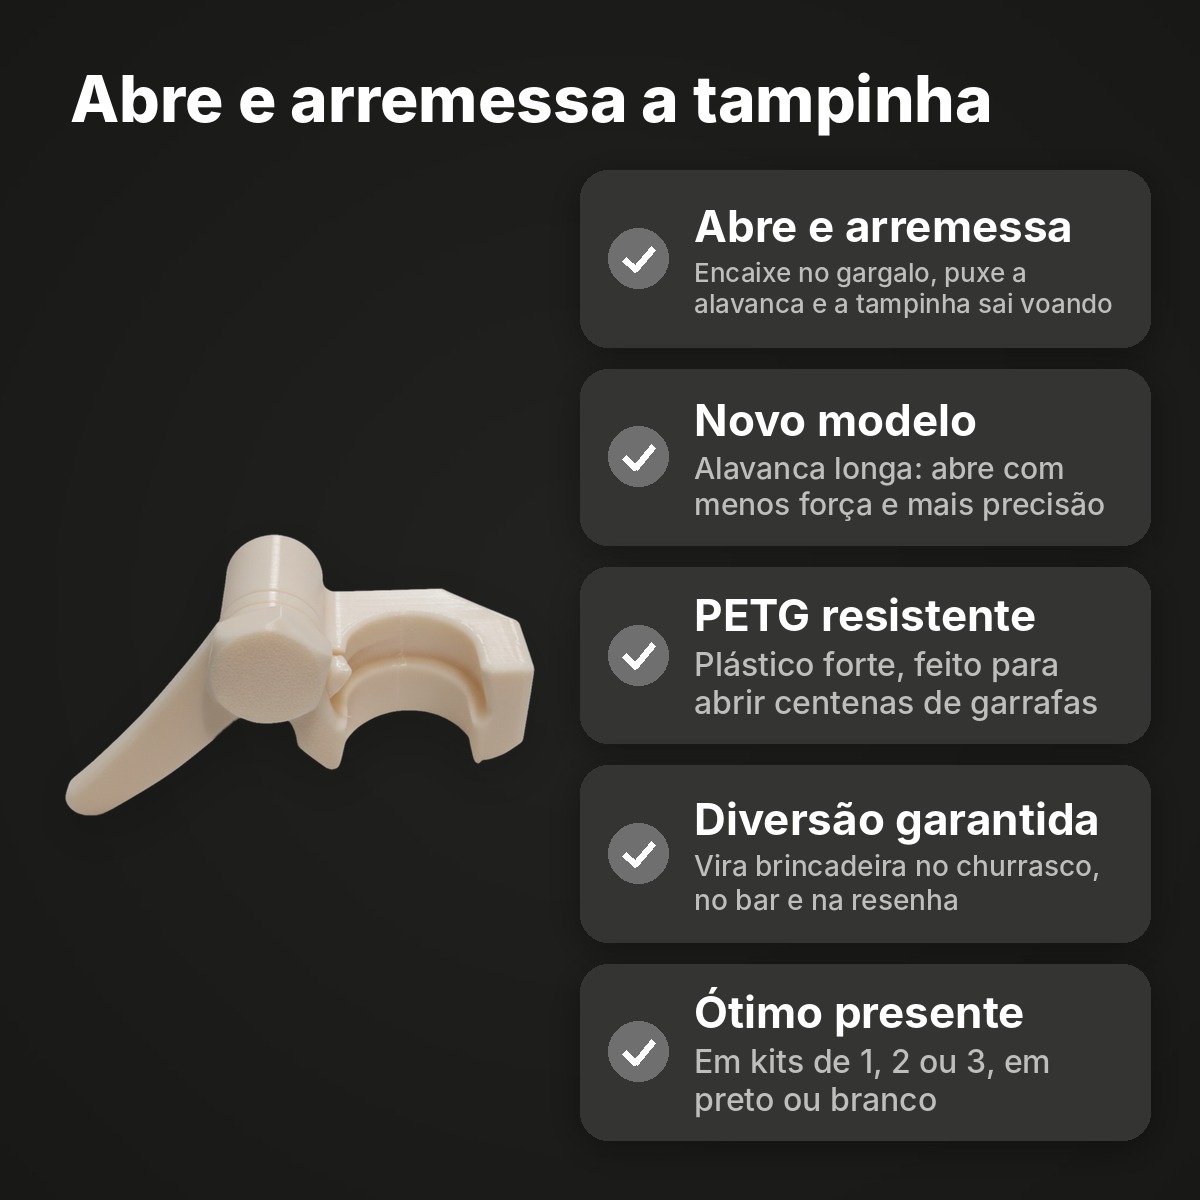 Abre e arremessa a tampinha
Abre e arremessa
Encaixe no gargalo, puxe a
alavanca e a tampinha sai voando
Novo modelo
Alavanca longa: abre com
menos força e mais precisão
PETG resistente
Plástico forte, feito para
abrir centenas de garrafas
Diversão garantida
Vira brincadeira no churrasco,
no bar e na resenha
Ótimo presente
Em kits de 1, 2 ou 3, em
preto ou branco